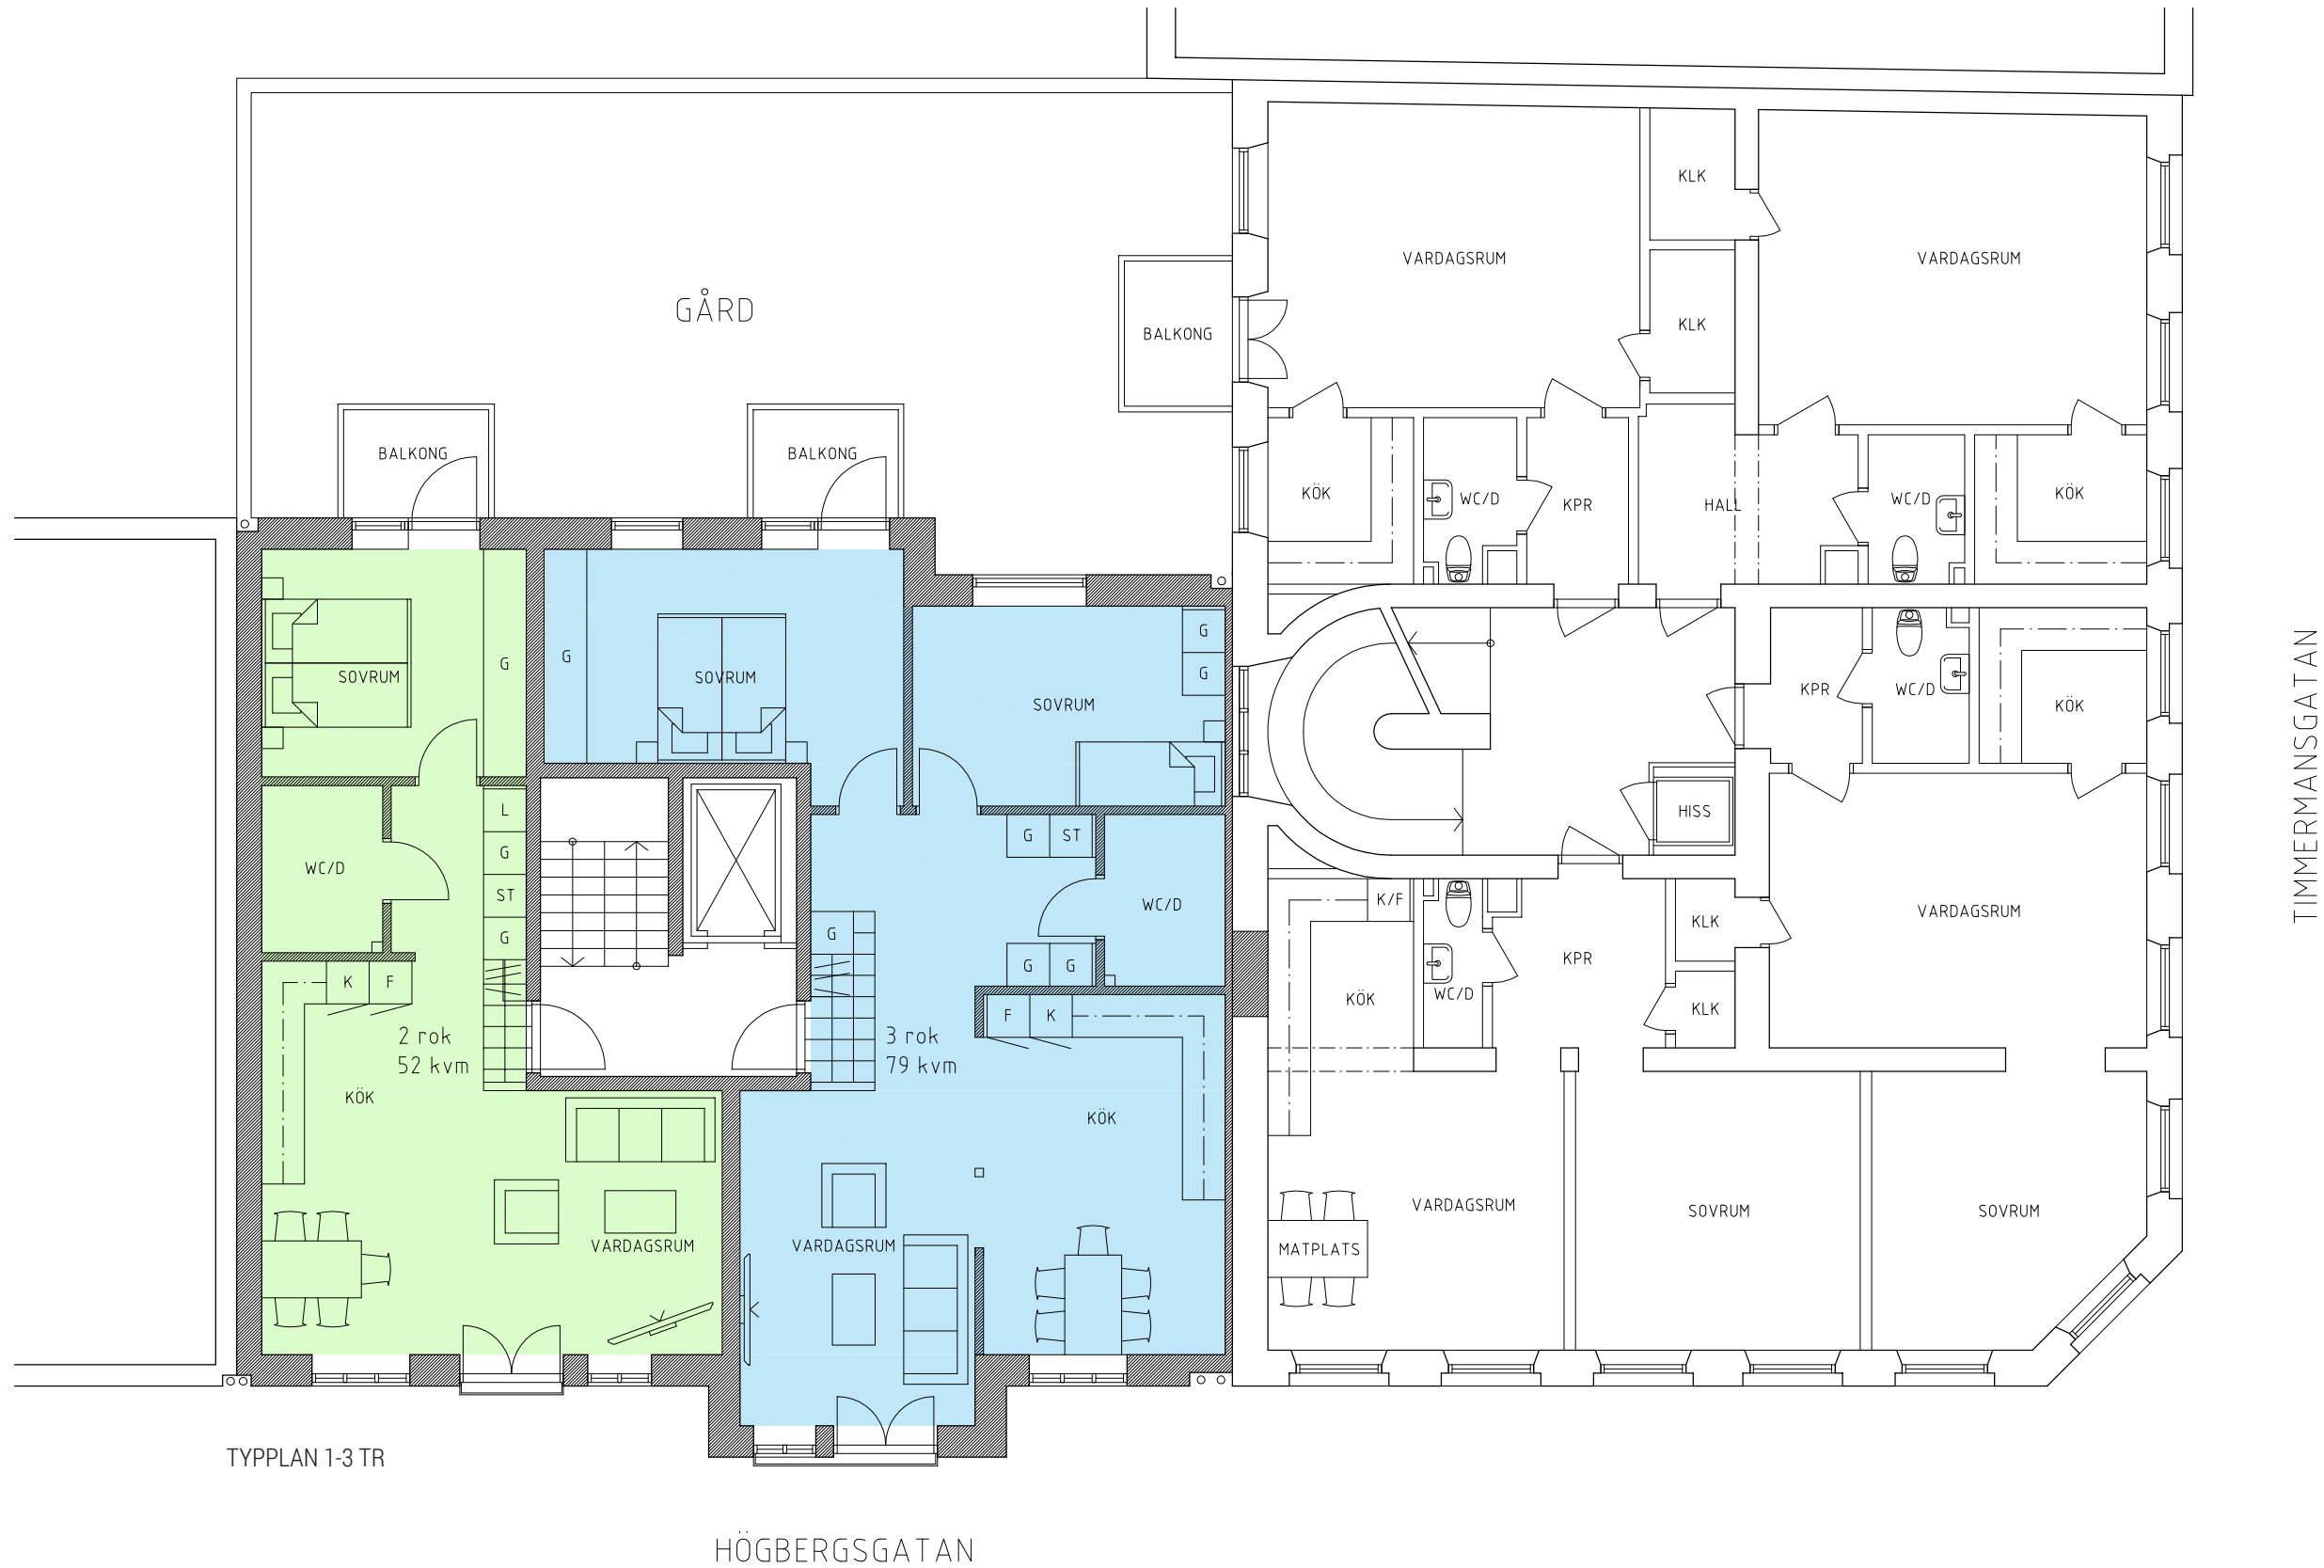 KLK
VARDAGSRUM
VARDAGSRUM
GÅRD
BALKONG
KLK
BALKONG
BALKONG
KÖK
WC/D
KPR
HALL
WC/D
KÖK
G
SOVRUM
G
SOVRUM
G
G
SOVRUM
KPR
WC/D
KÖK
TIMMERMANSGATAN
L
G
ST
G
WC/D
G
G
ST
WC/D
G
G
HISS
K/F
KLK
VARDAGSRUM
K
F
F
K
KÖK
WC/D
KPR
KLK
2 rok
52 kvm
3 rok
79 kvm
KÖK
KÖK
VARDAGSRUM
VARDAGSRUM
VARDAGSRUM
MATPLATS
SOVRUM
SOVRUM
TYPPLAN 1-3 TR
HÖGBERGSGATAN